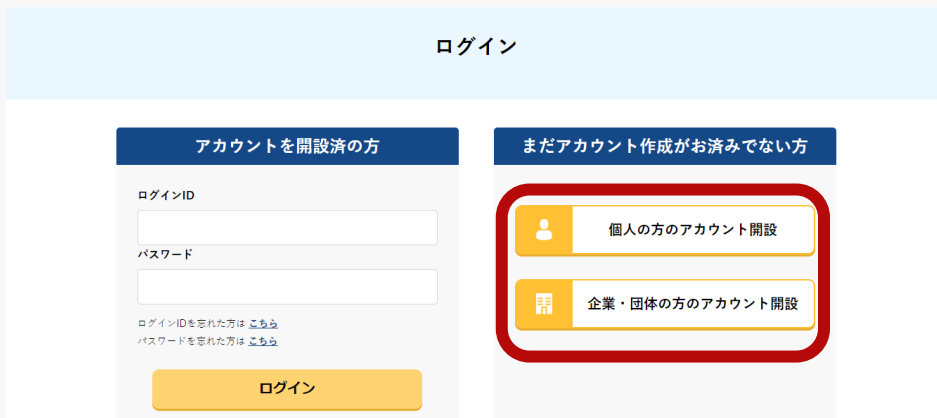 ログイン
アカウントを開設済の方
ログインID
パスワード
ログインIDを忘れた方は こちら
パスワードを忘れた方は こちら
ログイン
まだアカウント作成がお済みでない方
個人の方のアカウント開設
企業・団体の方のアカウント開設